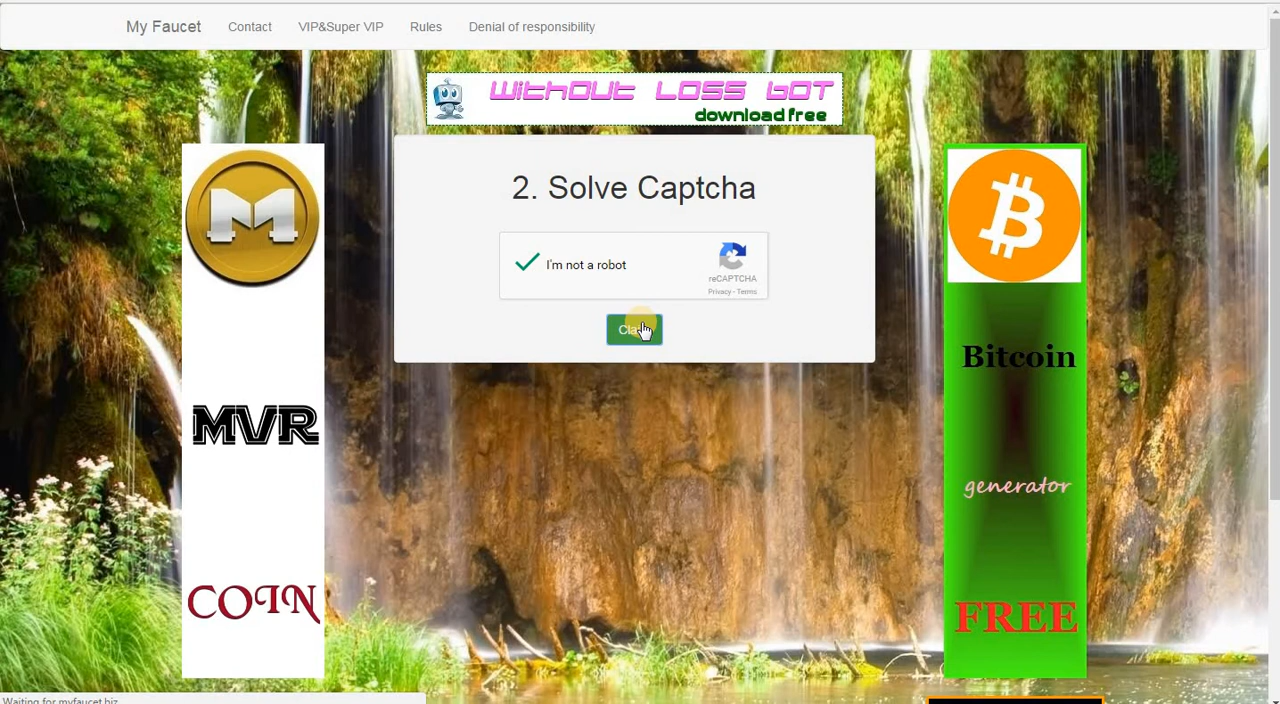 My Faucet Contact VIP&Super VIP Rules Denial of responsibility
WITHOUT LOSS BOT
download free
2. Solve Captcha
I'm not a robot
reCAPTCHA
Privacy - Terms
MVR
COIN
Bitcoin
generator
FREE
Waiting for myfaucet.biz